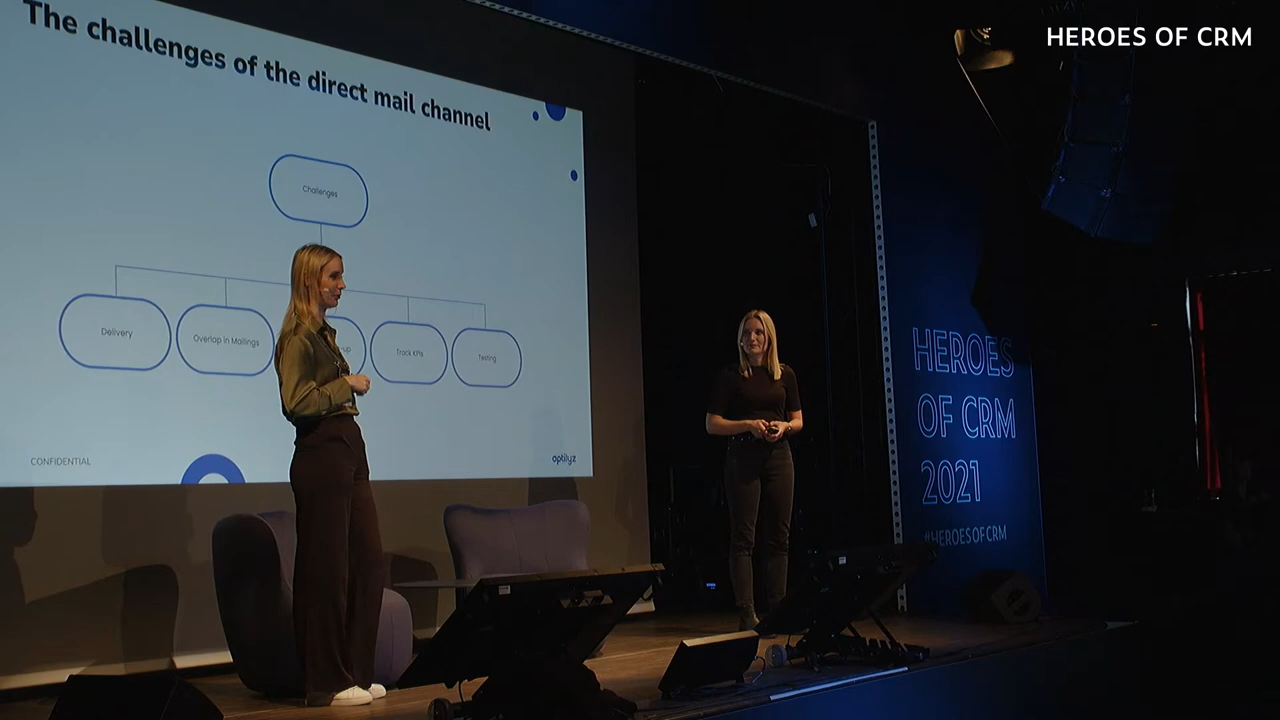 HEROES OF CRM
The challenges of the direct mail channel
Challenges
Delivery
Overlap in Mailings
Track KPIs
Testing
CONFIDENTIAL
optilyz
HEROES
OF CRM
2021
#HEROESOFCRM